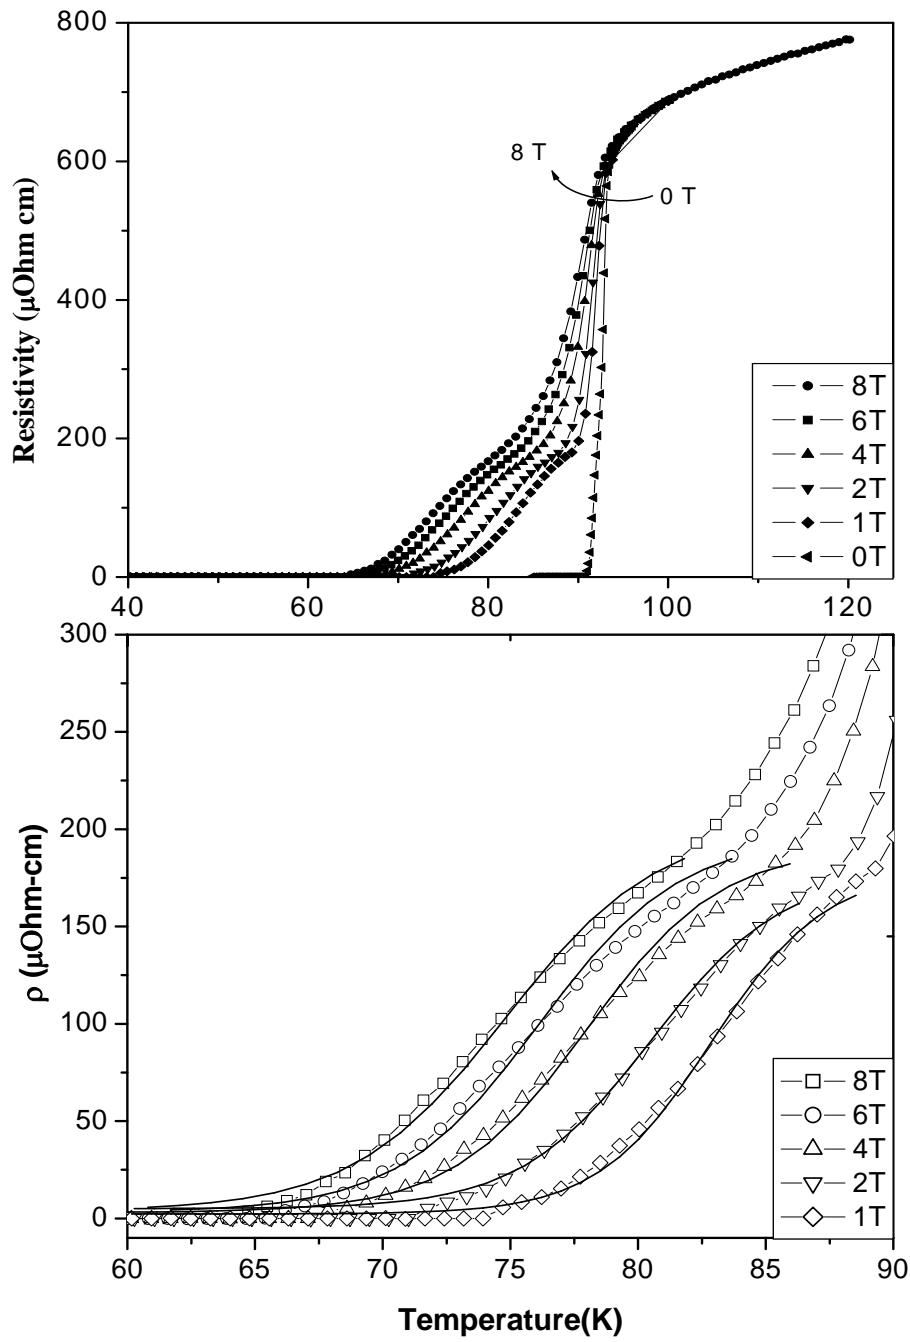 800
600
400
200
0
Resistivity (μOhm cm)
8 T
0 T
8T
6T
4T
2T
1T
0T
40 60 80 100 120
300
250
200
150
100
50
0
ρ (μOhm-cm)
8T
6T
4T
2T
1T
60 65 70 75 80 85 90
Temperature(K)